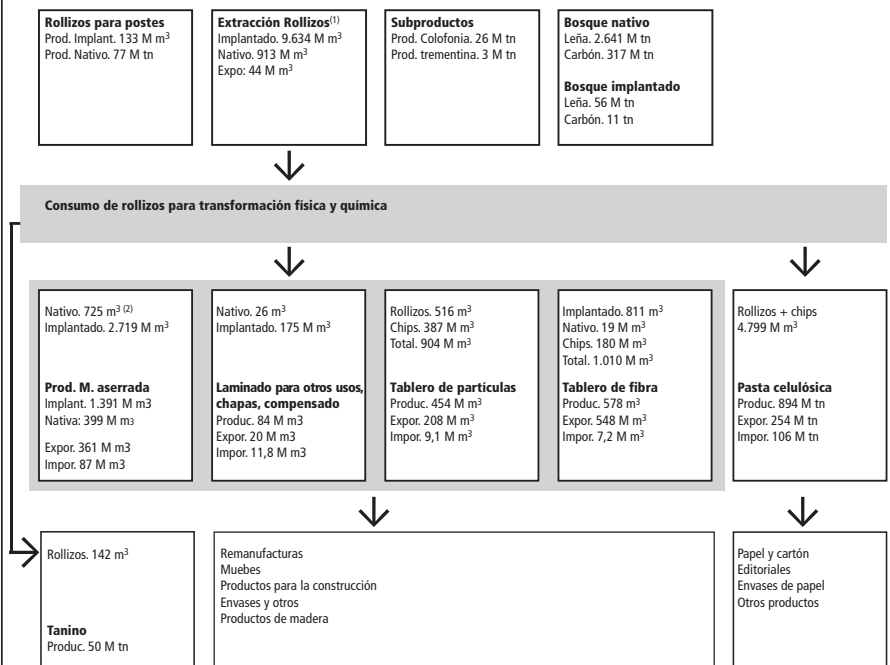 Rollizos para postes
Prod. Implant. 133 M m³
Prod. Nativo. 77 M tn
Extracción Rollizos(1)
Implantado. 9.634 M m³
Nativo. 913 M m³
Expo: 44 M m³
Subproductos
Prod. Colofonia. 26 M tn
Prod. trementina. 3 M tn
Bosque nativo
Leña. 2.641 M tn
Carbón. 317 M tn
Bosque implantado
Leña. 56 M tn
Carbón. 11 tn
Consumo de rollizos para transformación física y química
Nativo. 725 m³ (2)
Implantado. 2.719 M m³
Prod. M. aserrada
Implant. 1.391 M m3
Nativa: 399 M m3
Expor. 361 M m3
Impor. 87 M m3
Nativo. 26 m³
Implantado. 175 M m³
Laminado para otros usos,
chapas, compensado
Produc. 84 M m3
Expor. 20 M m3
Impor. 11,8 M m3
Rollizos. 516 m³
Chips. 387 M m³
Total. 904 M m³
Tablero de partículas
Produc. 454 M m³
Expor. 208 M m³
Impor. 9,1 M m³
Implantado. 811 m³
Nativo. 19 M m³
Chips. 180 M m³
Total. 1.010 M m³
Tablero de fibra
Produc. 578 m³
Expor. 548 M m³
Impor. 7,2 M m³
Rollizos + chips
4.799 M m³
Pasta celulósica
Produc. 894 M tn
Expor. 254 M tn
Impor. 106 M tn
Rollizos. 142 m³
Tanino
Produc. 50 M tn
Remanufacturas
Muebes
Productos para la construcción
Envases y otros
Productos de madera
Papel y cartón
Editoriales
Envases de papel
Otros productos